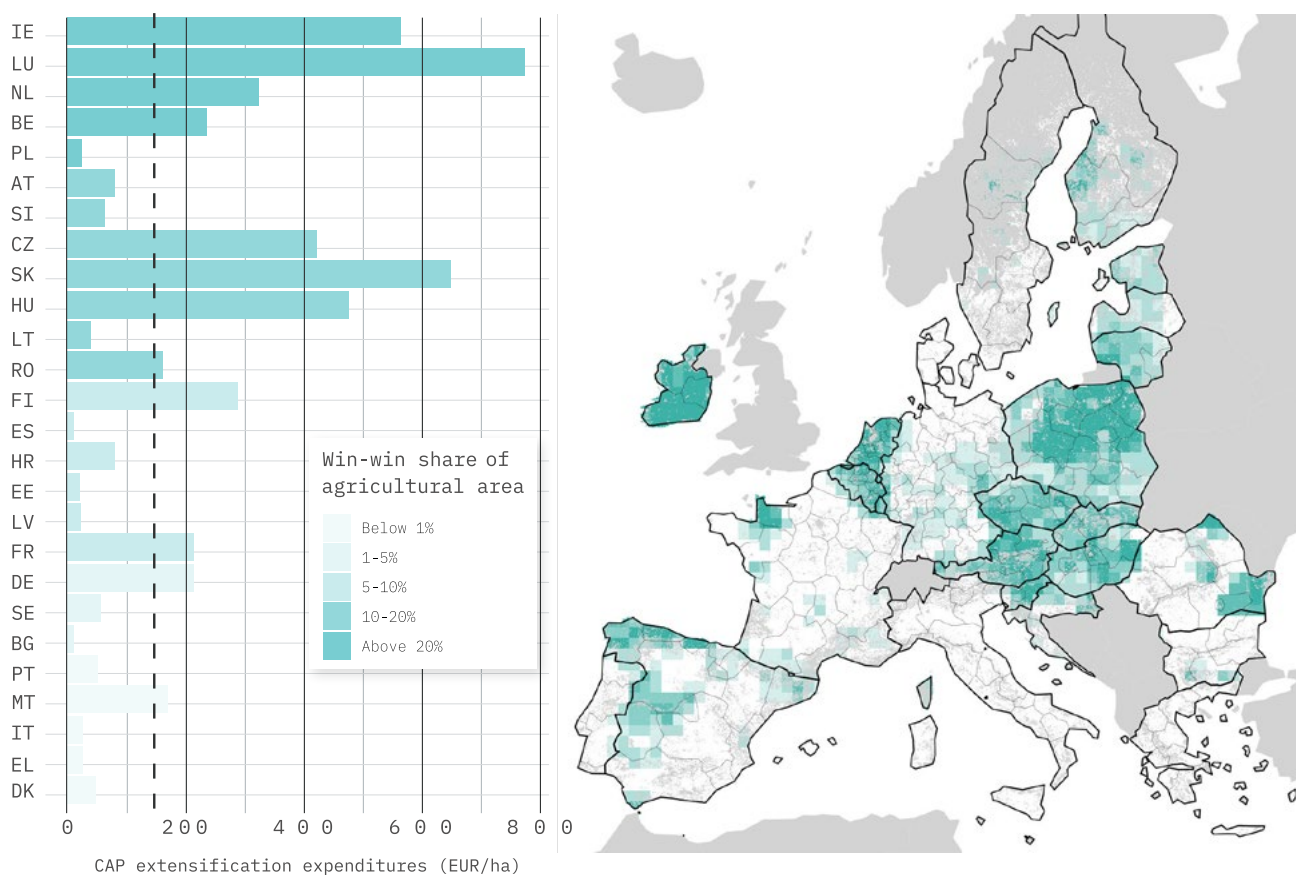 IE
LU
NL
BE
PL
AT
SI
CZ
SK
HU
LT
RO
FI
ES
HR
EE
LV
FR
DE
SE
BG
PT
MT
IT
EL
DK
Win-win share of
agricultural area
Below 1%
1-5%
5-10%
10-20%
Above 20%
0 200 400 600 800
CAP extensification expenditures (EUR/ha)